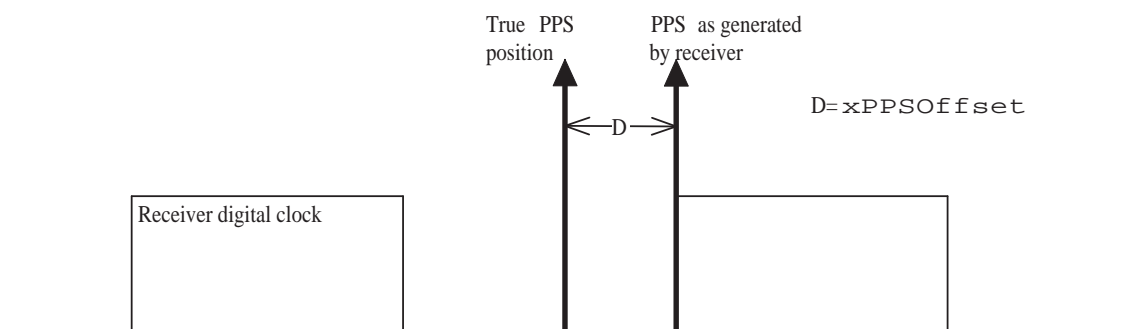 True PPS
position
PPS as generated
by receiver
D=xPPSOffset
D
Receiver digital clock